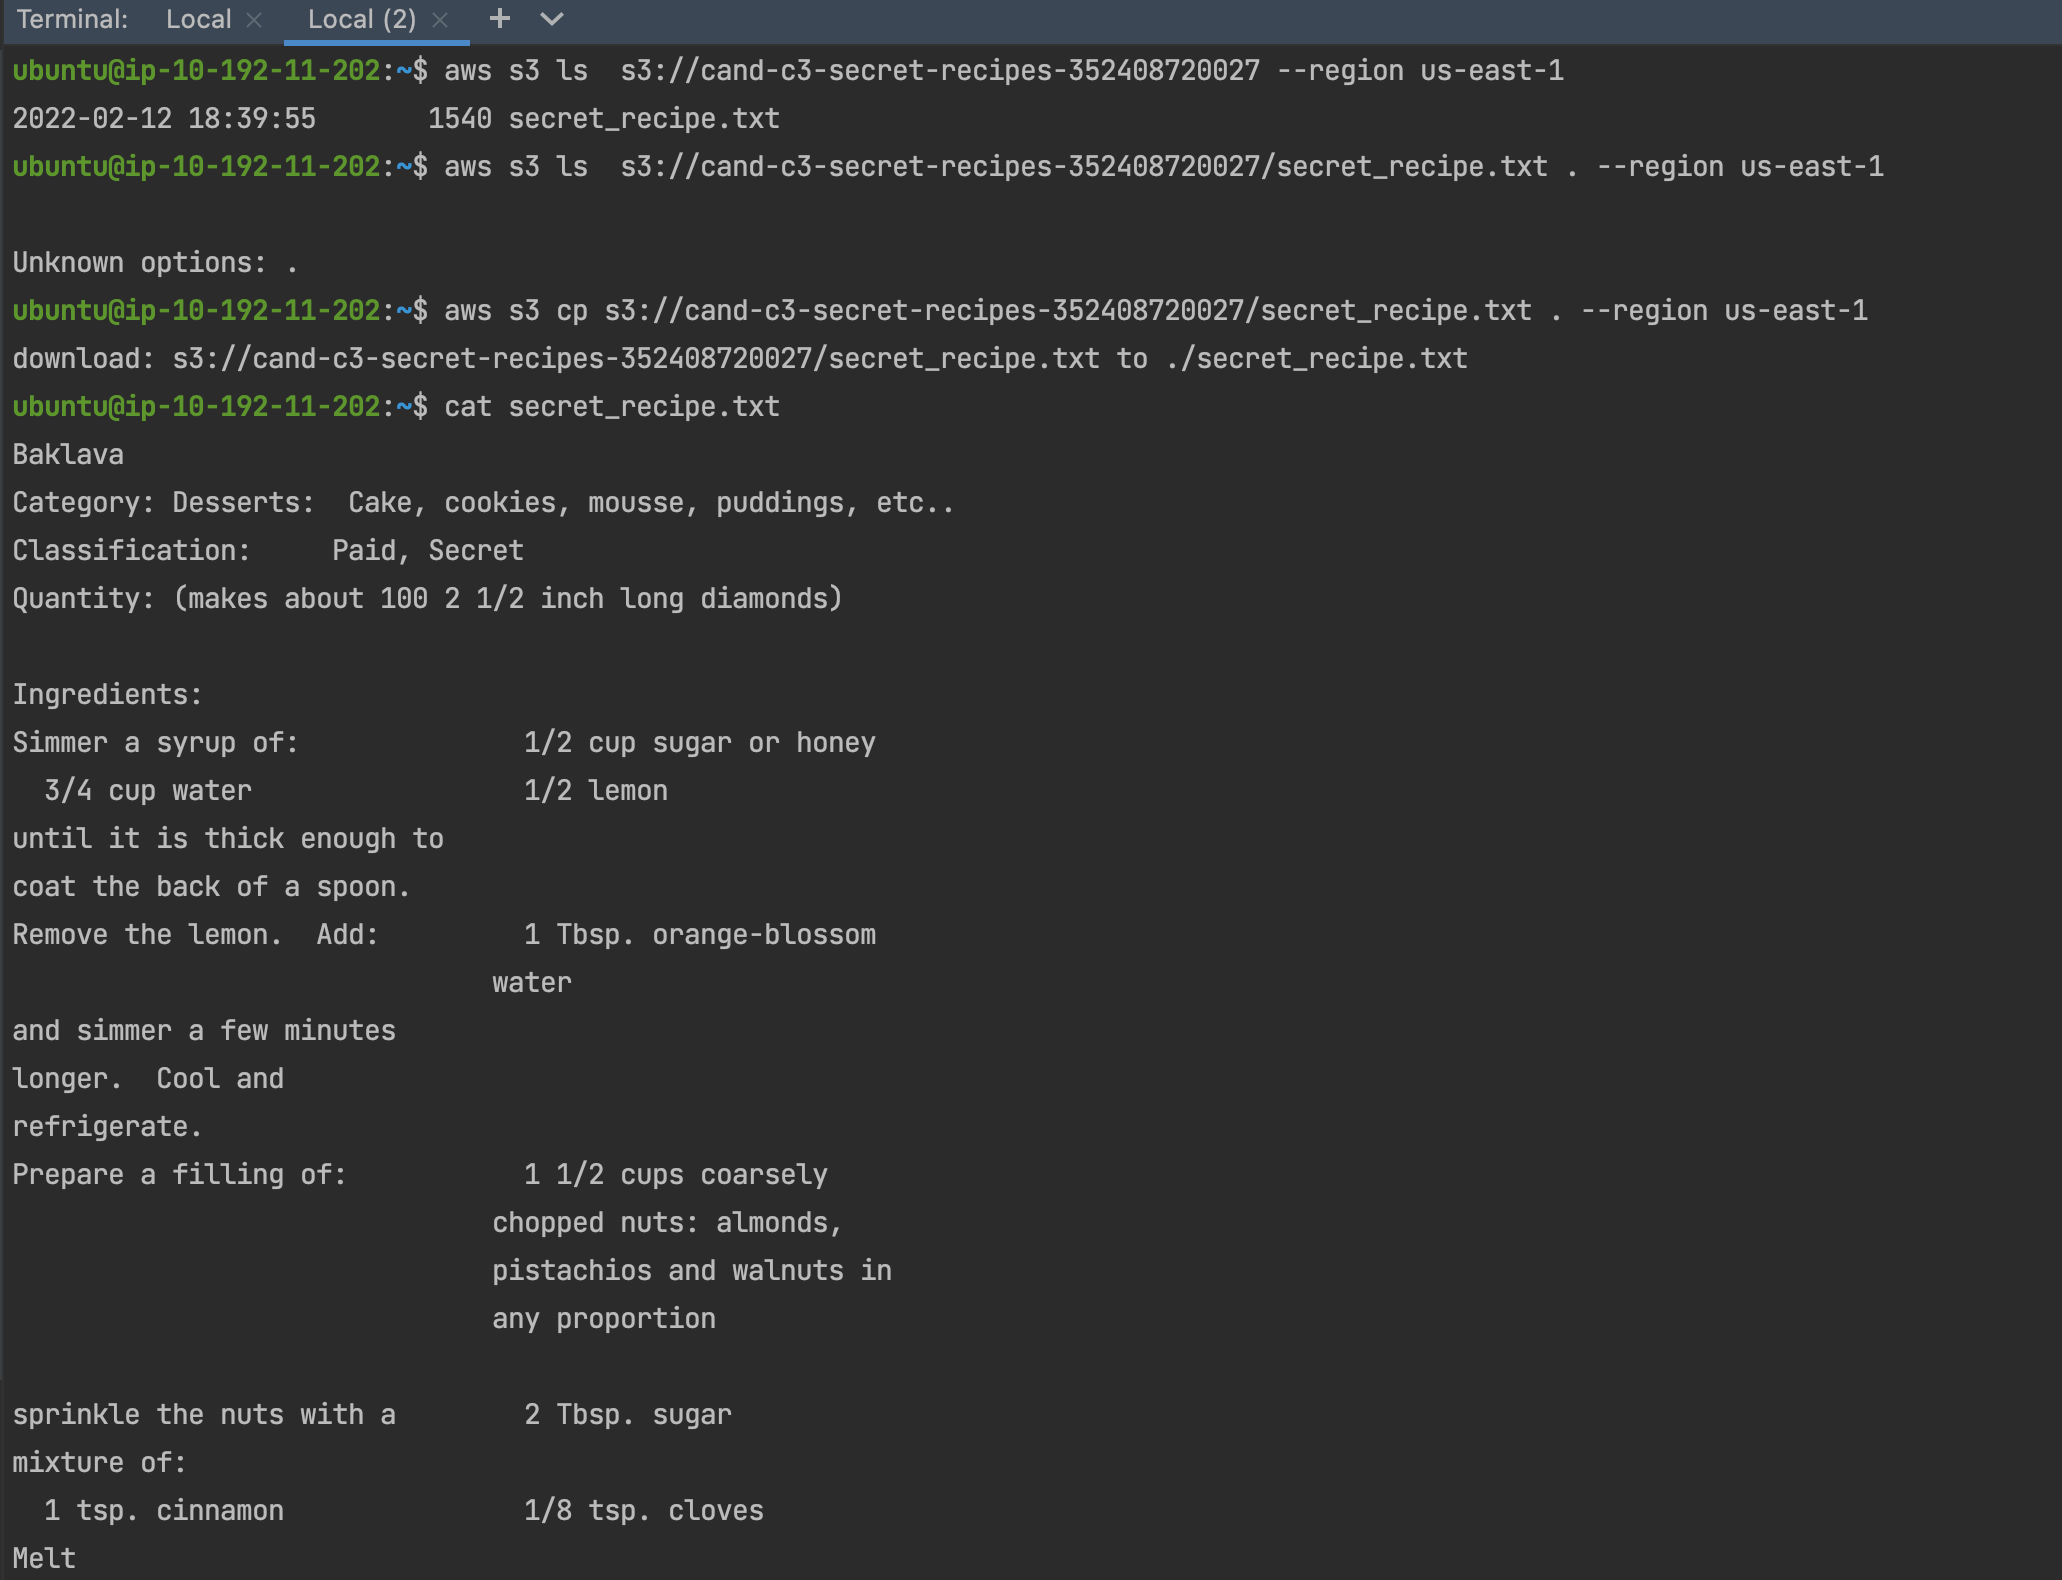 Terminal: Local × Local (2) × +
ubuntu@ip-10-192-11-202:~$ aws s3 ls  s3://cand-c3-secret-recipes-352408720027 --region us-east-1
2022-02-12 18:39:55       1540 secret_recipe.txt
ubuntu@ip-10-192-11-202:~$ aws s3 ls  s3://cand-c3-secret-recipes-352408720027/secret_recipe.txt . --region us-east-1
Unknown options: .
ubuntu@ip-10-192-11-202:~$ aws s3 cp s3://cand-c3-secret-recipes-352408720027/secret_recipe.txt . --region us-east-1
download: s3://cand-c3-secret-recipes-352408720027/secret_recipe.txt to ./secret_recipe.txt
ubuntu@ip-10-192-11-202:~$ cat secret_recipe.txt
Baklava
Category: Desserts:  Cake, cookies, mousse, puddings, etc..
Classification:     Paid, Secret
Quantity: (makes about 100 2 1/2 inch long diamonds)
Ingredients:
Simmer a syrup of:              1/2 cup sugar or honey
  3/4 cup water                 1/2 lemon
until it is thick enough to
coat the back of a spoon.
Remove the lemon.  Add:         1 Tbsp. orange-blossom
                              water
and simmer a few minutes
longer.  Cool and
refrigerate.
Prepare a filling of:           1 1/2 cups coarsely
                              chopped nuts: almonds,
                              pistachios and walnuts in
                              any proportion
sprinkle the nuts with a        2 Tbsp. sugar
mixture of:
  1 tsp. cinnamon               1/8 tsp. cloves
Melt